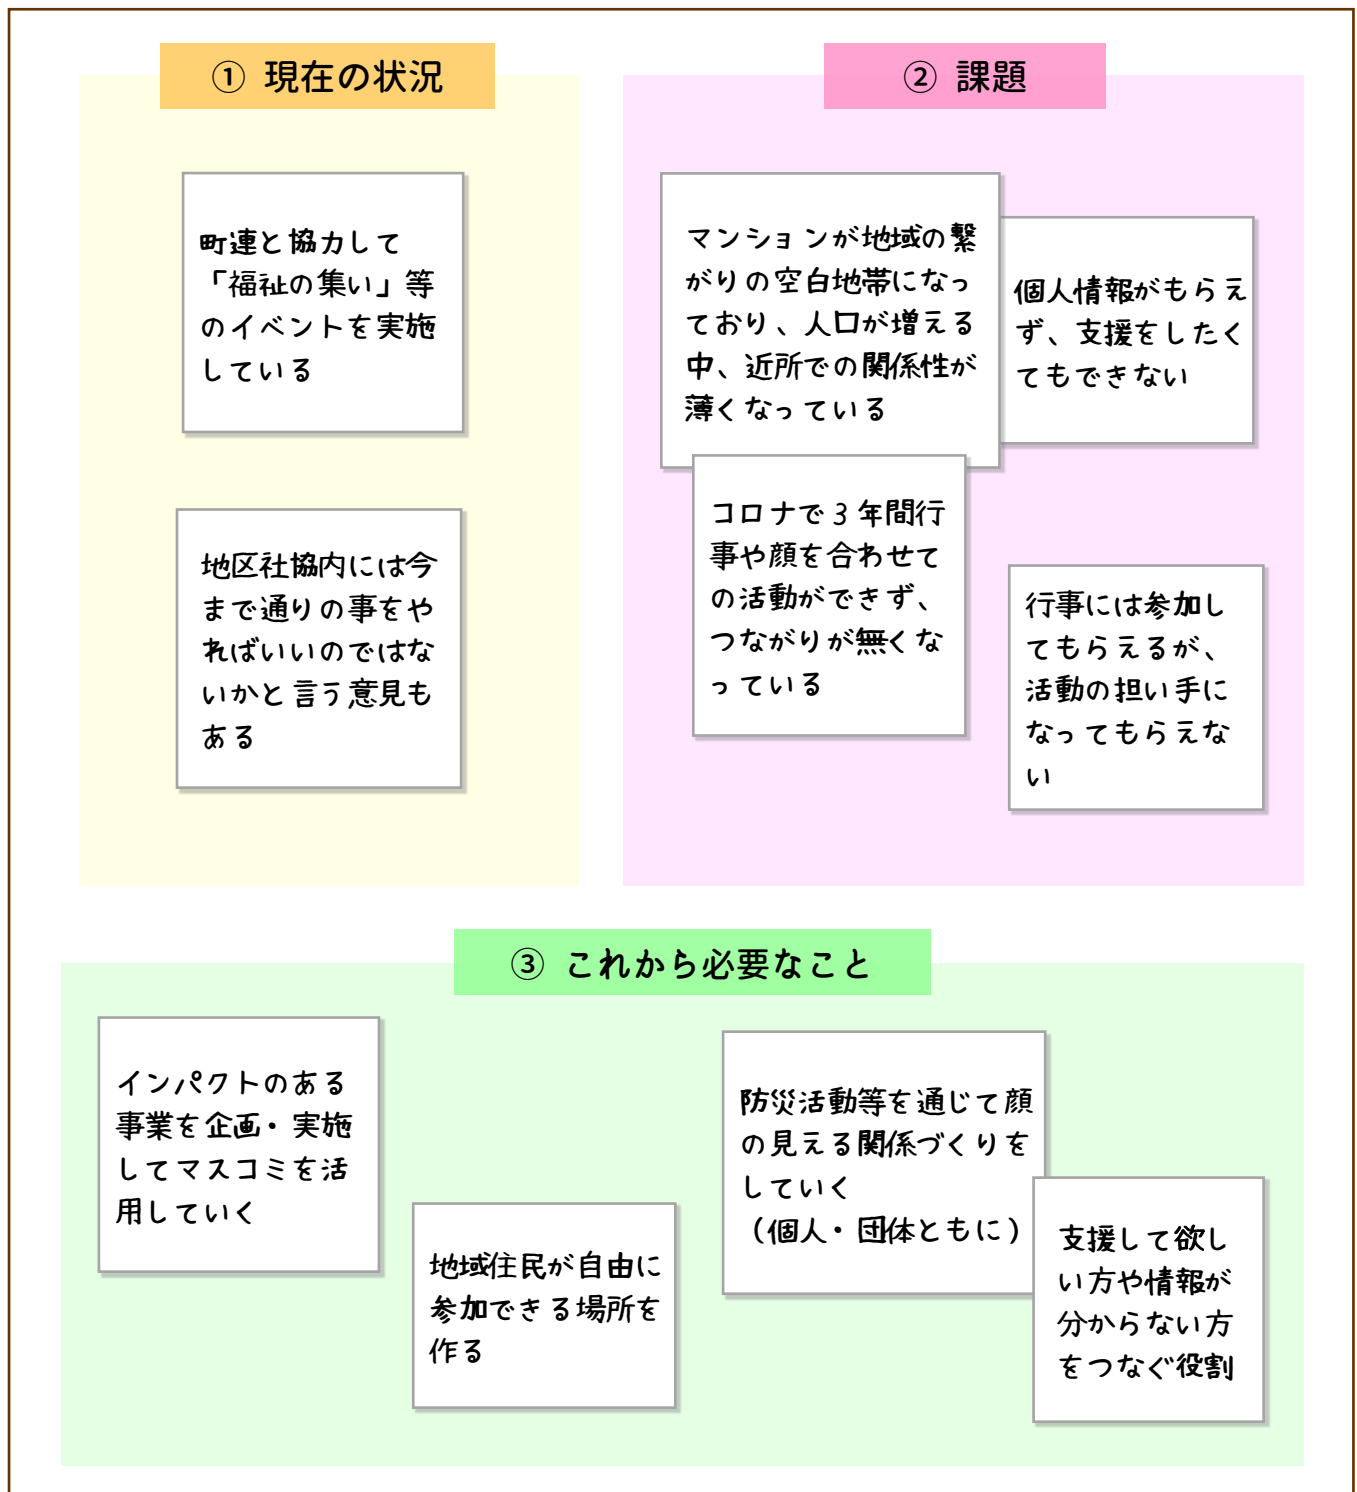 ① 現在の状況
町連と協力して
「福祉の集い」等
のイベントを実施
している
地区社協内には今
まで通りの事をや
ればいいのではな
いかと言う意見も
ある
② 課題
マンションが地域の繋
がりの空白地帯になっ
ており、人口が増える
中、近所での関係性が
薄くなっている
個人情報がもらえ
ず、支援をしたく
てもできない
コロナで3年間行
事や顔を合わせて
の活動ができず、
つながりが無くな
っている
行事には参加し
てもらえるが、
活動の担い手に
なってもらえな
い
③ これから必要なこと
インパクトのある
事業を企画・実施
してマスコミを活
用していく
地域住民が自由に
参加できる場所を
作る
防災活動等を通じて顔
の見える関係づくりを
していく
（個人・団体ともに）
支援して欲し
い方や情報が
分からない方
をつなぐ役割